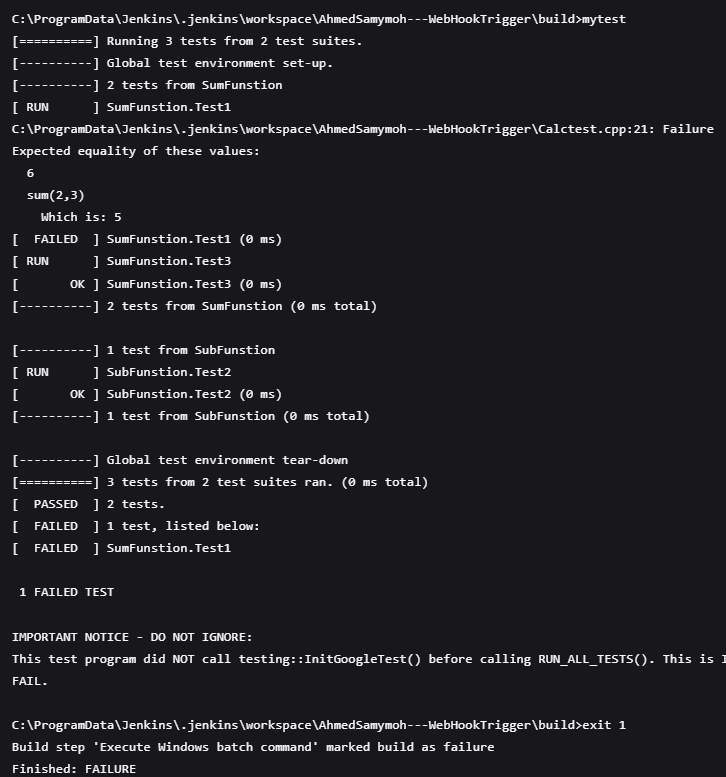 C:\ProgramData\Jenkins\.jenkins\workspace\AhmedSamymoh---WebHookTrigger\build>mytest
[==========] Running 3 tests from 2 test suites.
[----------] Global test environment set-up.
[----------] 2 tests from SumFunstion
[ RUN      ] SumFunstion.Test1
C:\ProgramData\Jenkins\.jenkins\workspace\AhmedSamymoh---WebHookTrigger\Calctest.cpp:21: Failure
Expected equality of these values:
  6
  sum(2,3)
    Which is: 5
[  FAILED  ] SumFunstion.Test1 (0 ms)
[ RUN      ] SumFunstion.Test3
[       OK ] SumFunstion.Test3 (0 ms)
[----------] 2 tests from SumFunstion (0 ms total)

[----------] 1 test from SubFunstion
[ RUN      ] SubFunstion.Test2
[       OK ] SubFunstion.Test2 (0 ms)
[----------] 1 test from SubFunstion (0 ms total)

[----------] Global test environment tear-down
[==========] 3 tests from 2 test suites ran. (0 ms total)
[  PASSED  ] 2 tests.
[  FAILED  ] 1 test, listed below:
[  FAILED  ] SumFunstion.Test1

 1 FAILED TEST

IMPORTANT NOTICE - DO NOT IGNORE:
This test program did NOT call testing::InitGoogleTest() before calling RUN_ALL_TESTS(). This is
FAIL.

C:\ProgramData\Jenkins\.jenkins\workspace\AhmedSamymoh---WebHookTrigger\build>exit 1
Build step 'Execute Windows batch command' marked build as failure
Finished: FAILURE